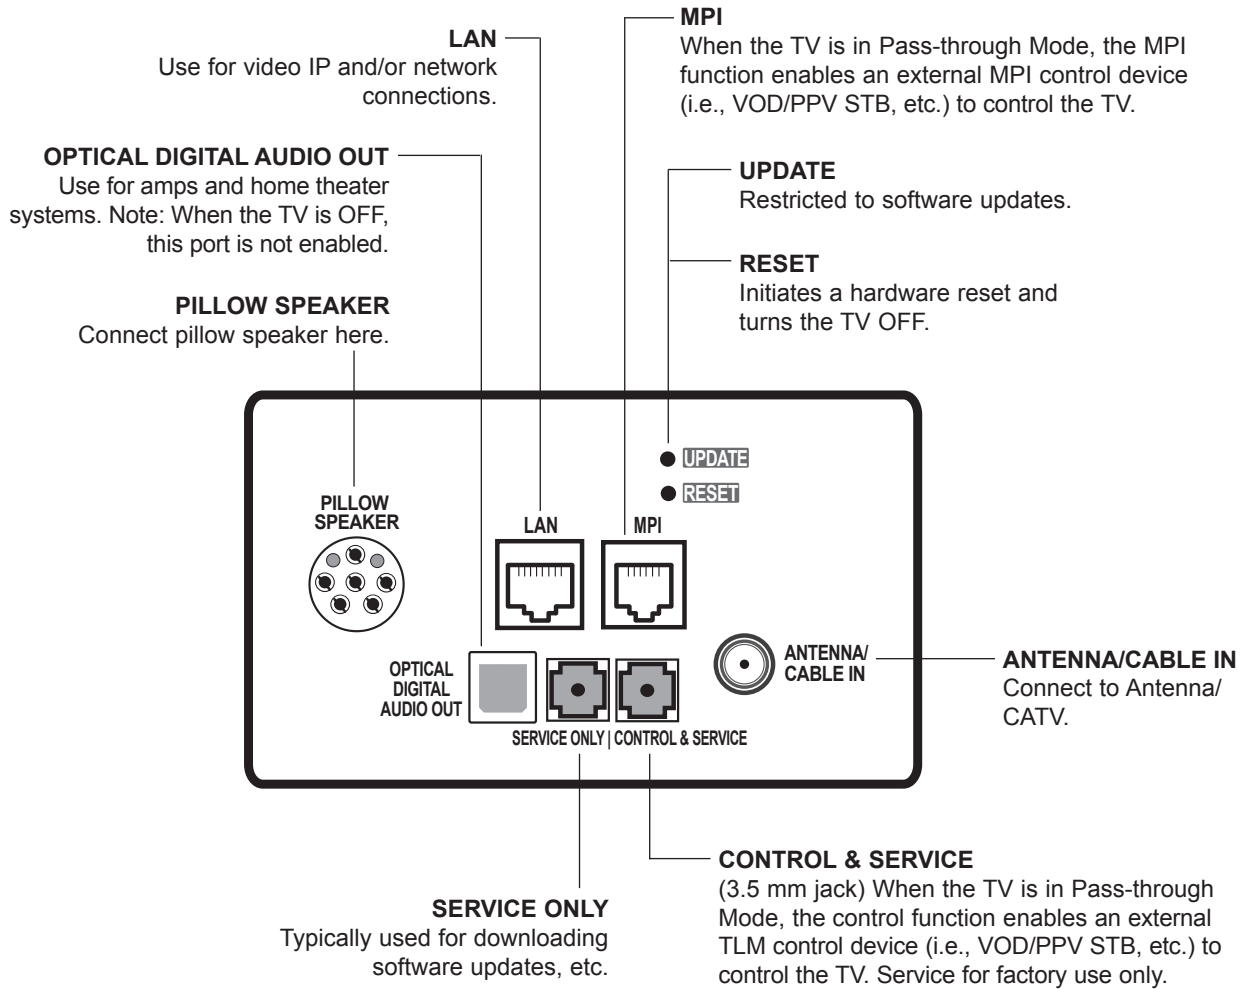 MPI
When the TV is in Pass-through Mode, the MPI
function enables an external MPI control device
(i.e., VOD/PPV STB, etc.) to control the TV.
LAN
Use for video IP and/or network
connections.
OPTICAL DIGITAL AUDIO OUT
Use for amps and home theater
systems. Note: When the TV is OFF,
this port is not enabled.
UPDATE
Restricted to software updates.
RESET
Initiates a hardware reset and
turns the TV OFF.
PILLOW SPEAKER
Connect pillow speaker here.
UPDATE
RESET
PILLOW
SPEAKER
LAN
MPI
OPTICAL
DIGITAL
AUDIO OUT
ANTENNA/
CABLE IN
SERVICE ONLY | CONTROL & SERVICE
ANTENNA/CABLE IN
Connect to Antenna/
CATV.
SERVICE ONLY
Typically used for downloading
software updates, etc.
CONTROL & SERVICE
(3.5 mm jack) When the TV is in Pass-through
Mode, the control function enables an external
TLM control device (i.e., VOD/PPV STB, etc.) to
control the TV. Service for factory use only.